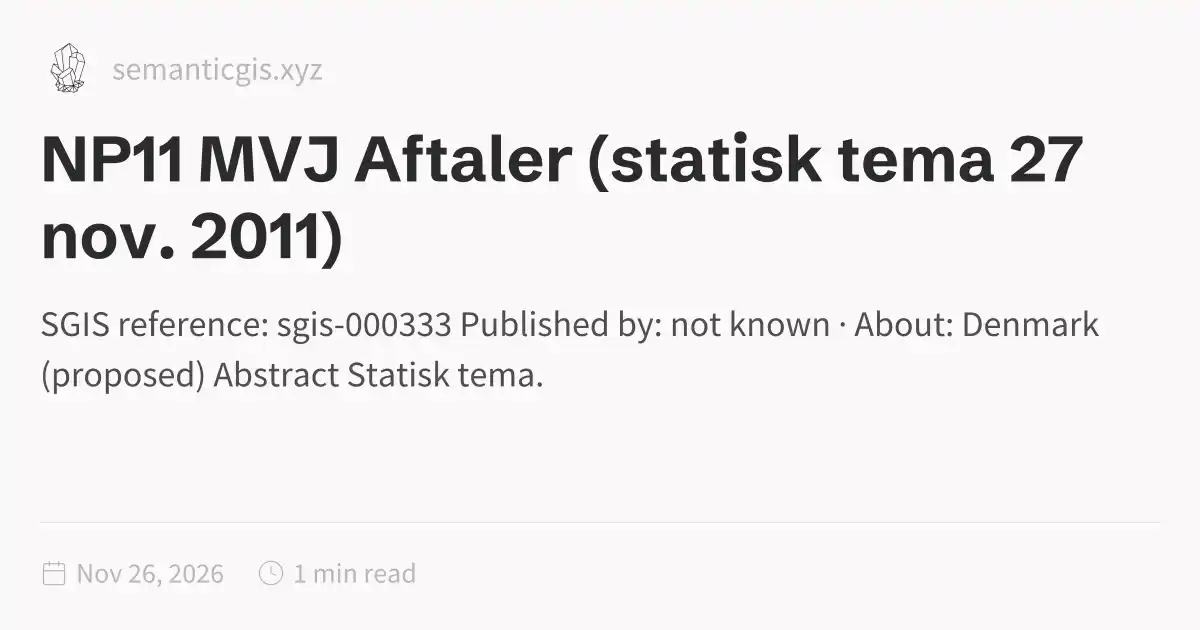 semanticgis.xyz
NP11 MVJ Aftaler (statisk tema 27
nov. 2011)
SGIS reference: sgis-000333 Published by: not known · About: Denmark
(proposed) Abstract Statisk tema.
Nov 26, 2026 1 min read